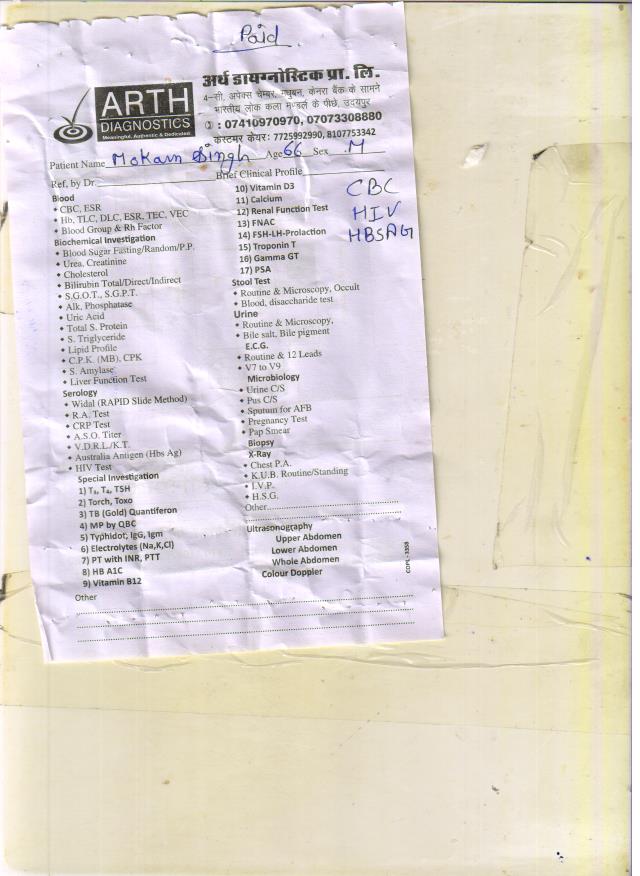 Paid
ARTH
DIAGNOSTICS
Meaningful, Authentic & Dedicated
अर्थ डायग्नोस्टिक प्रा. लि.
4-सी, अपेक्स चेम्बर, मधुबन, केनरा बैंक के सामने
भारतीय लोक कला मण्डल के पीछे, उदयपुर
: 07410970970, 07073308880
कस्टमर केयर: 7725992990, 8107753342
Patient Name Mokam Singh Age 66 Sex M
Ref, by Dr. Brief Clinical Profile
Blood
• CBC, ESR
• Hb, TLC, DLC, ESR, TEC, VEC
• Blood Group & Rh Factor
Biochemical Investigation
• Blood Sugar Fasting/Random/P.P.
• Urea, Creatinine
• Cholesterol
• Bilirubin Total/Direct/Indirect
• S.G.O.T., S.G.P.T.
• Alk. Phosphatase
• Uric Acid
• Total S. Protein
• S. Triglyceride
• Lipid Profile
• C.P.K. (MB), CPK
• S. Amylase
• Liver Function Test
Serology
• Widal (RAPID Slide Method)
• R.A. Test
• CRP Test
• A.S.O. Titer
• V.D.R.L./K.T.
• Australia Antigen (Hbs Ag)
• HIV Test
Special Investigation
1) T₃, T₄, TSH
2) Torch, Toxo
3) TB (Gold) Quantiferon
4) MP by QBC
5) Typhidot, IgG, Igm
6) Electrolytes (Na,K,Cl)
7) PT with INR, PTT
8) HB A1C
9) Vitamin B12
Other
10) Vitamin D3
11) Calcium
12) Renal Function Test
13) FNAC
14) FSH-LH-Prolaction
15) Troponin T
16) Gamma GT
17) PSA
Stool Test
• Routine & Microscopy, Occult
• Blood, disaccharide test
Urine
• Routine & Microscopy,
• Bile salt, Bile pigment
E.C.G.
• Routine & 12 Leads
• V7 to V9
Microbiology
• Urine C/S
• Pus C/S
• Sputum for AFB
• Pregnancy Test
• Pap Smear
Biopsy
X-Ray
• Chest P.A.
• K.U.B. Routine/Standing
• I.V.P.
• H.S.G.
Other
Ultrasonography
Upper Abdomen
Lower Abdomen
Whole Abdomen
Colour Doppler
CBC
HIV
HBSAG
COPL - 3358